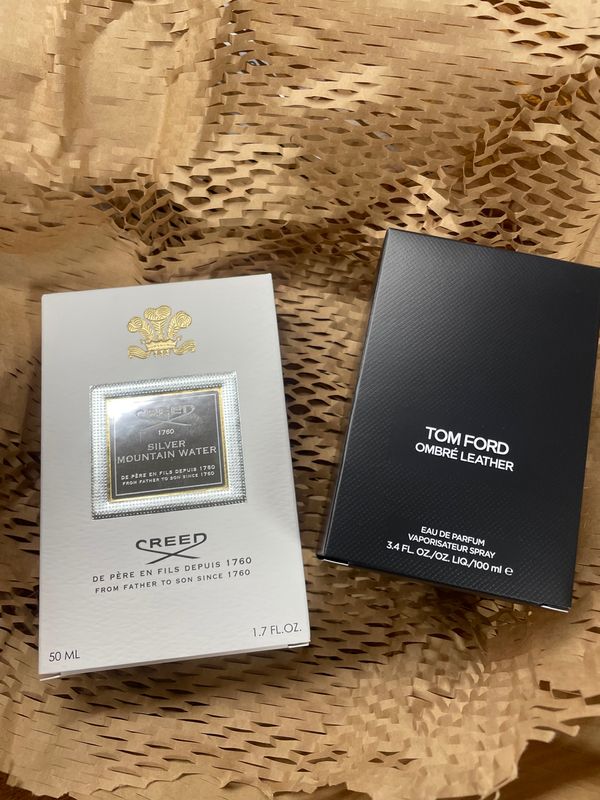 CREED
1760
SILVER
MOUNTAIN WATER
DE PÈRE EN FILS DEPUIS 1760
FROM FATHER TO SON SINCE 1760
CREED
DE PÈRE EN FILS DEPUIS 1760
FROM FATHER TO SON SINCE 1760
50 ML
1.7 FL.OZ.
TOM FORD
OMBRÉ LEATHER
EAU DE PARFUM
VAPORISATEUR SPRAY
3.4 FL. OZ./OZ. LIQ./100 ml ℮